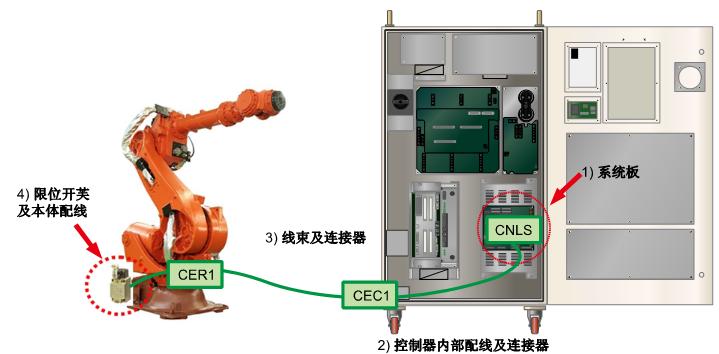 1) 系统板
4) 限位开关
及本体配线
3) 线束及连接器
CNLS
CER1
CEC1
2) 控制器内部配线及连接器